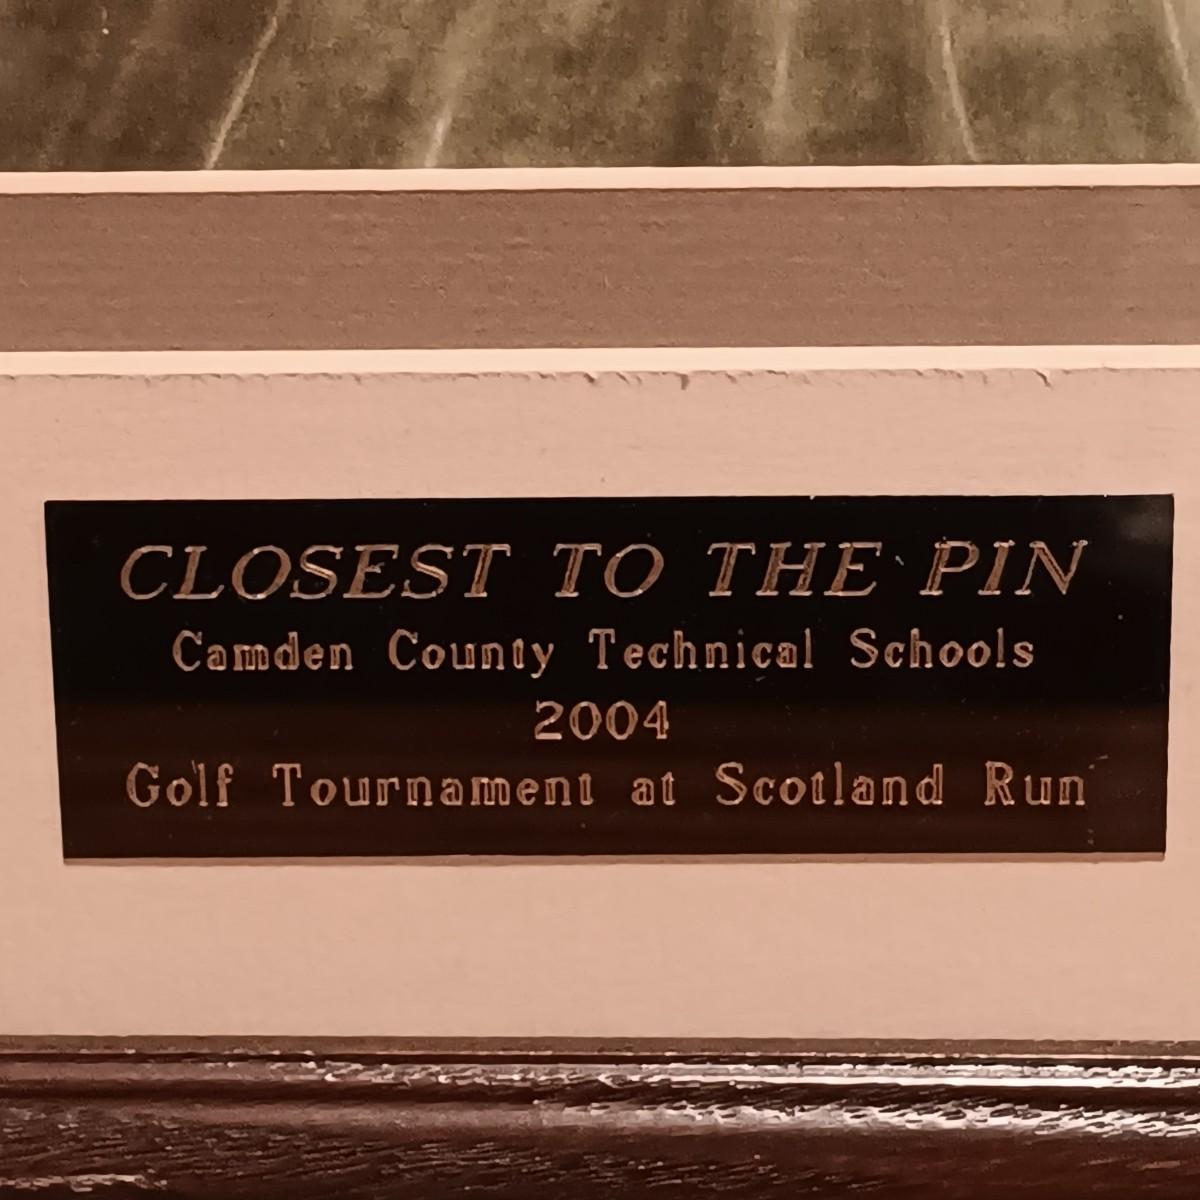 CLOSEST TO THE PIN
Camden County Technical Schools
2004
Golf Tournament at Scotland Run